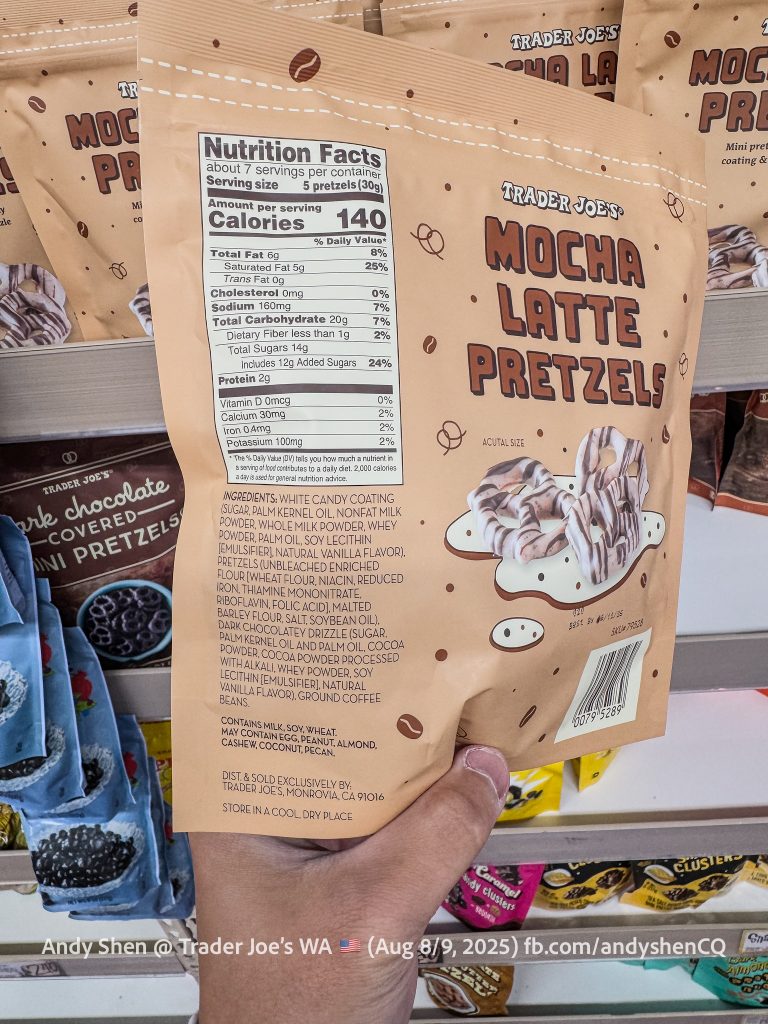 TRADER JOE'S
MOCHA LA
MOC
PRE
Mini pret
coating &
TR
MOC
PR
Nutrition Facts
about 7 servings per container
Serving size 5 pretzels (30g)
Amount per serving
Calories 140
% Daily Value*
Total Fat 6g 8%
Saturated Fat 5g 25%
Trans Fat 0g
Cholesterol 0mg 0%
Sodium 160mg 7%
Total Carbohydrate 20g 7%
Dietary Fiber less than 1g 2%
Total Sugars 14g
Includes 12g Added Sugars 24%
Protein 2g
Vitamin D 0mcg 0%
Calcium 30mg 2%
Iron 0.4mg 2%
Potassium 100mg 2%
* The % Daily Value (DV) tells you how much a nutrient in
a serving of food contributes to a daily diet. 2,000 calories
a day is used for general nutrition advice.
INGREDIENTS: WHITE CANDY COATING
(SUGAR, PALM KERNEL OIL, NONFAT MILK
POWDER, WHOLE MILK POWDER, WHEY
POWDER, PALM OIL, SOY LECITHIN
[EMULSIFIER], NATURAL VANILLA FLAVOR),
PRETZELS (UNBLEACHED ENRICHED
FLOUR [WHEAT FLOUR, NIACIN, REDUCED
IRON, THIAMINE MONONITRATE,
RIBOFLAVIN, FOLIC ACID], MALTED
BARLEY FLOUR, SALT, SOYBEAN OIL),
DARK CHOCOLATEY DRIZZLE (SUGAR,
PALM KERNEL OIL AND PALM OIL, COCOA
POWDER, COCOA POWDER PROCESSED
WITH ALKALI, WHEY POWDER, SOY
LECITHIN [EMULSIFIER], NATURAL
VANILLA FLAVOR), GROUND COFFEE
BEANS.
CONTAINS MILK, SOY, WHEAT.
MAY CONTAIN EGG, PEANUT, ALMOND,
CASHEW, COCONUT, PECAN.
DIST. & SOLD EXCLUSIVELY BY:
TRADER JOE'S, MONROVIA, CA 91016
STORE IN A COOL, DRY PLACE
TRADER JOE'S
MOCHA
LATTE
PRETZELS
ACUTAL SIZE
SKU# 79528
0079 5289
TRADER JOE'S
ark chocolate
COVERED
INI PRETZELS
Caramel
dy clusters
CLUSTERS
Andy Shen @ Trader Joe's WA 🇺🇸 (Aug 8/9, 2025) fb.com/andyshenCQ